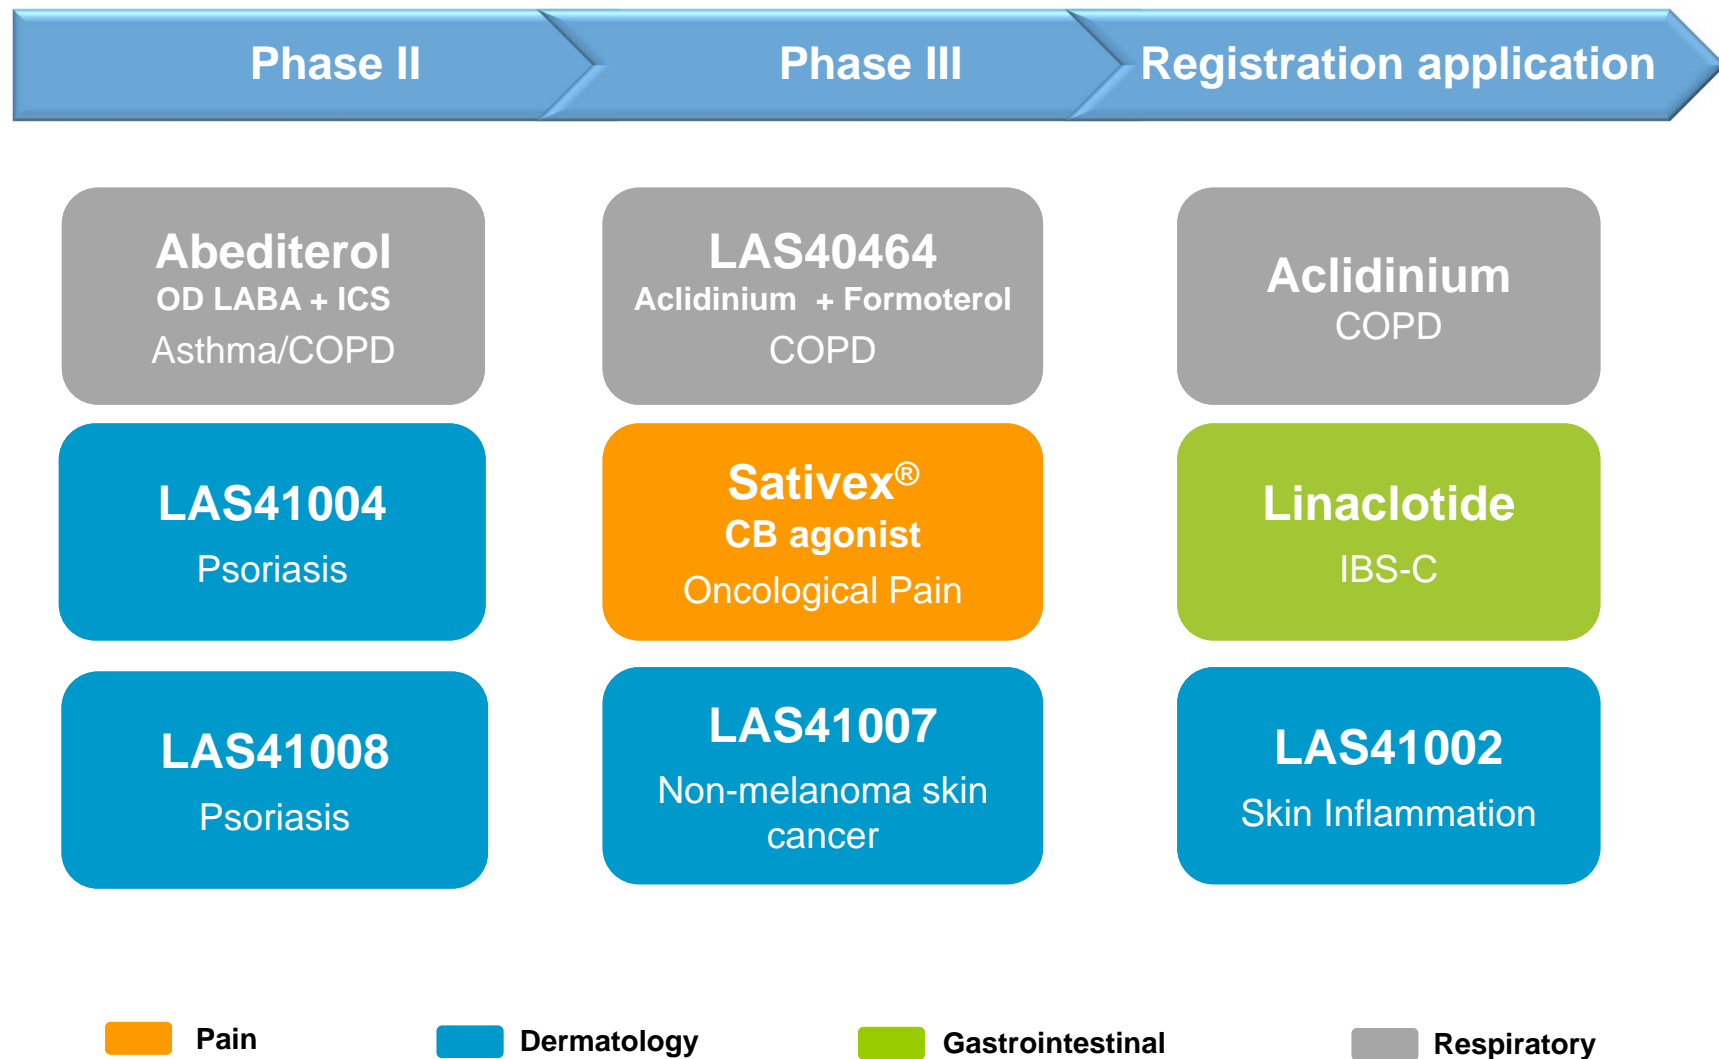 Phase II
Phase III
Registration application
Abediterol
OD LABA + ICS
Asthma/COPD
LAS40464
Aclidinium + Formoterol
COPD
Aclidinium
COPD
LAS41004
Psoriasis
Sativex®
CB agonist
Oncological Pain
Linaclotide
IBS-C
LAS41008
Psoriasis
LAS41007
Non-melanoma skin
cancer
LAS41002
Skin Inflammation
Pain
Dermatology
Gastrointestinal
Respiratory